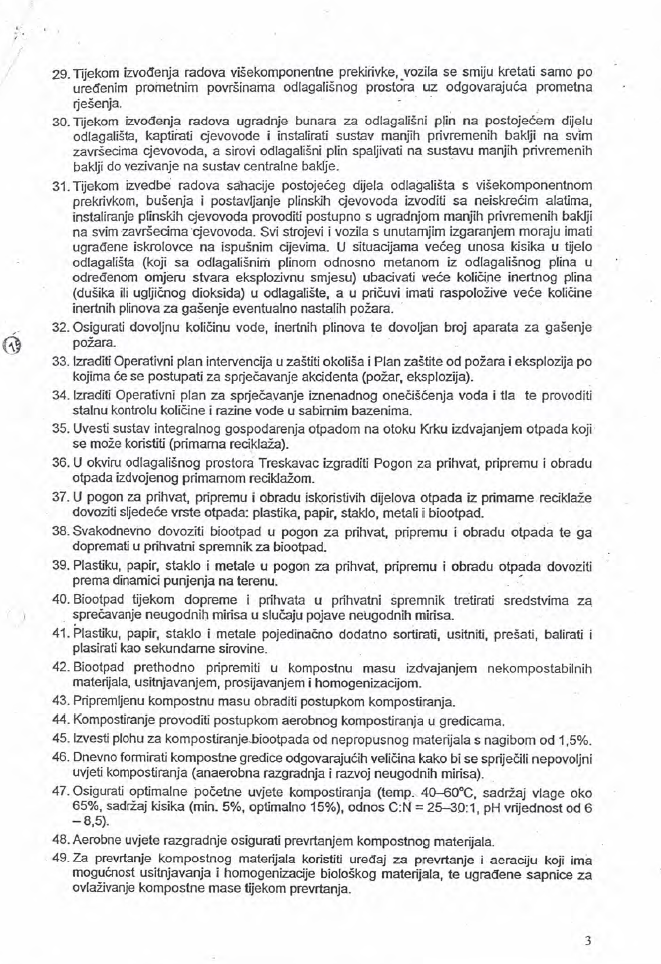 29. Tijekom izvođenja radova višekomponentne prekirivke, vozila se smiju kretati samo po
uređenim prometnim površinama odlagališnog prostora uz odgovarajuća prometna
rješenja.
30. Tijekom izvođenja radova ugradnje bunara za odlagališni plin na postojećem dijelu
odlagališta, kaptirati cjevovode i instalirati sustav manjih privremenih baklji na svim
završecima cjevovoda, a sirovi odlagališni plin spaljivati na sustavu manjih privremenih
baklji do vezivanje na sustav centralne baklje.
31. Tijekom izvedbe radova sanacije postojećeg dijela odlagališta s višekomponentnom
prekrivkom, bušenja i postavljanje plinskih cjevovoda izvoditi sa neiskrećim alatima,
instaliranje plinskih cjevovoda provoditi postupno s ugradnjom manjih privremenih baklji
na svim završecima cjevovoda. Svi strojevi i vozila s unutarnjim izgaranjem moraju imati
ugrađene iskrolovce na ispušnim cijevima. U situacijama većeg unosa kisika u tijelo
odlagališta (koji sa odlagališnim plinom odnosno metanom iz odlagališnog plina u
određenom omjeru stvara eksplozivnu smjesu) ubacivati veće količine inertnog plina
(dušika ili ugljičnog dioksida) u odlagalište, a u pričuvi imati raspoložive veće količine
inertnih plinova za gašenje eventualno nastalih požara.
32. Osigurati dovoljnu količinu vode, inertnih plinova te dovoljan broj aparata za gašenje
požara.
33. Izraditi Operativni plan intervencija u zaštiti okoliša i Plan zaštite od požara i eksplozija po
kojima će se postupati za sprječavanje akcidenta (požar, eksplozija).
34. Izraditi Operativni plan za sprječavanje iznenadnog onečišćenja voda i tla te provoditi
stalnu kontrolu količine i razine vode u sabirnim bazenima.
35. Uvesti sustav integralnog gospodarenja otpadom na otoku Krku izdvajanjem otpada koji
se može koristiti (primarna reciklaža).
36. U okviru odlagališnog prostora Treskavac izgraditi Pogon za prihvat, pripremu i obradu
otpada izdvojenog primarnom reciklažom.
37. U pogon za prihvat, pripremu i obradu iskoristivih dijelova otpada iz primarne reciklaže
dovoziti sljedeće vrste otpada: plastika, papir, staklo, metali i biootpad.
38. Svakodnevno dovoziti biootpad u pogon za prihvat, pripremu i obradu otpada te ga
dopremati u prihvatni spremnik za biootpad.
39. Plastiku, papir, staklo i metale u pogon za prihvat, pripremu i obradu otpada dovoziti
prema dinamici punjenja na terenu.
40. Biootpad tijekom dopreme i prihvata u prihvatni spremnik tretirati sredstvima za
sprečavanje neugodnih mirisa u slučaju pojave neugodnih mirisa.
41. Plastiku, papir, staklo i metale pojedinačno dodatno sortirati, usitniti, prešati, balirati i
plasirati kao sekundarne sirovine.
42. Biootpad prethodno pripremiti u kompostnu masu izdvajanjem nekompostabilnih
materijala, usitnjavanjem, prosijavanjem i homogenizacijom.
43. Pripremljenu kompostnu masu obraditi postupkom kompostiranja.
44. Kompostiranje provoditi postupkom aerobnog kompostiranja u gredicama.
45. Izvesti plohu za kompostiranje biootpada od nepropusnog materijala s nagibom od 1,5%.
46. Dnevno formirati kompostne gredice odgovarajućih veličina kako bi se spriječili nepovoljni
uvjeti kompostiranja (anaerobna razgradnja i razvoj neugodnih mirisa).
47. Osigurati optimalne početne uvjete kompostiranja (temp. 40–60°C, sadržaj vlage oko
65%, sadržaj kisika (min. 5%, optimalno 15%), odnos C:N = 25–30:1, pH vrijednost od 6
– 8,5).
48. Aerobne uvjete razgradnje osigurati prevrtanjem kompostnog materijala.
49. Za prevrtanje kompostnog materijala koristiti uređaj za prevrtanje i aeraciju koji ima
mogućnost usitnjavanja i homogenizacije biološkog materijala, te ugrađene sapnice za
ovlaživanje kompostne mase tijekom prevrtanja.
3